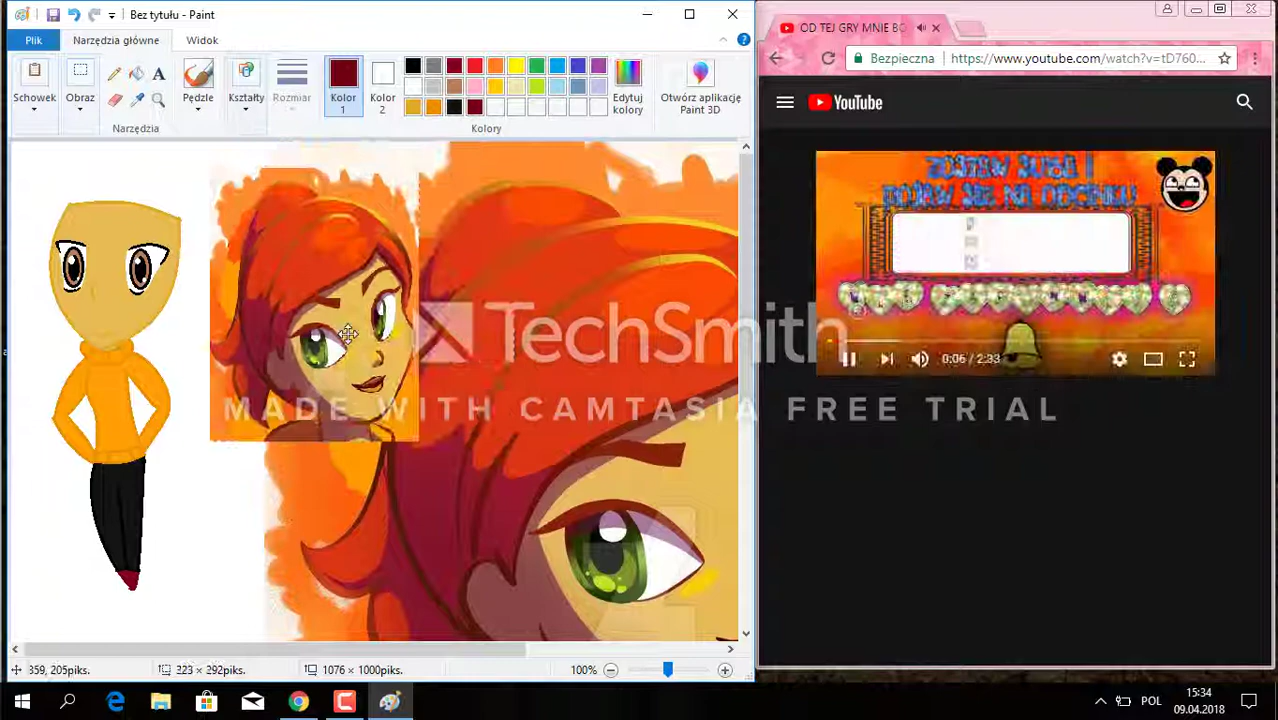 Bez tytułu - Paint
Plik
Narzędzia główne
Widok
Schowek
Obraz
Narzędzia
Pędzle
Kształty
Rozmiar
Kolor
1
Kolor
2
Edytuj
kolory
Kolory
Otwórz aplikację
Paint 3D
359, 205piks.
223 × 292piks.
1076 × 1000piks.
100%
OD TEJ GRY MNIE BO
Bezpieczna
https://www.youtube.com/watch?v=tD760...
YouTube
0:06 / 2:33
TechSmith
MADE WITH CAMTASIA FREE TRIAL
POL
15:34
09.04.2018